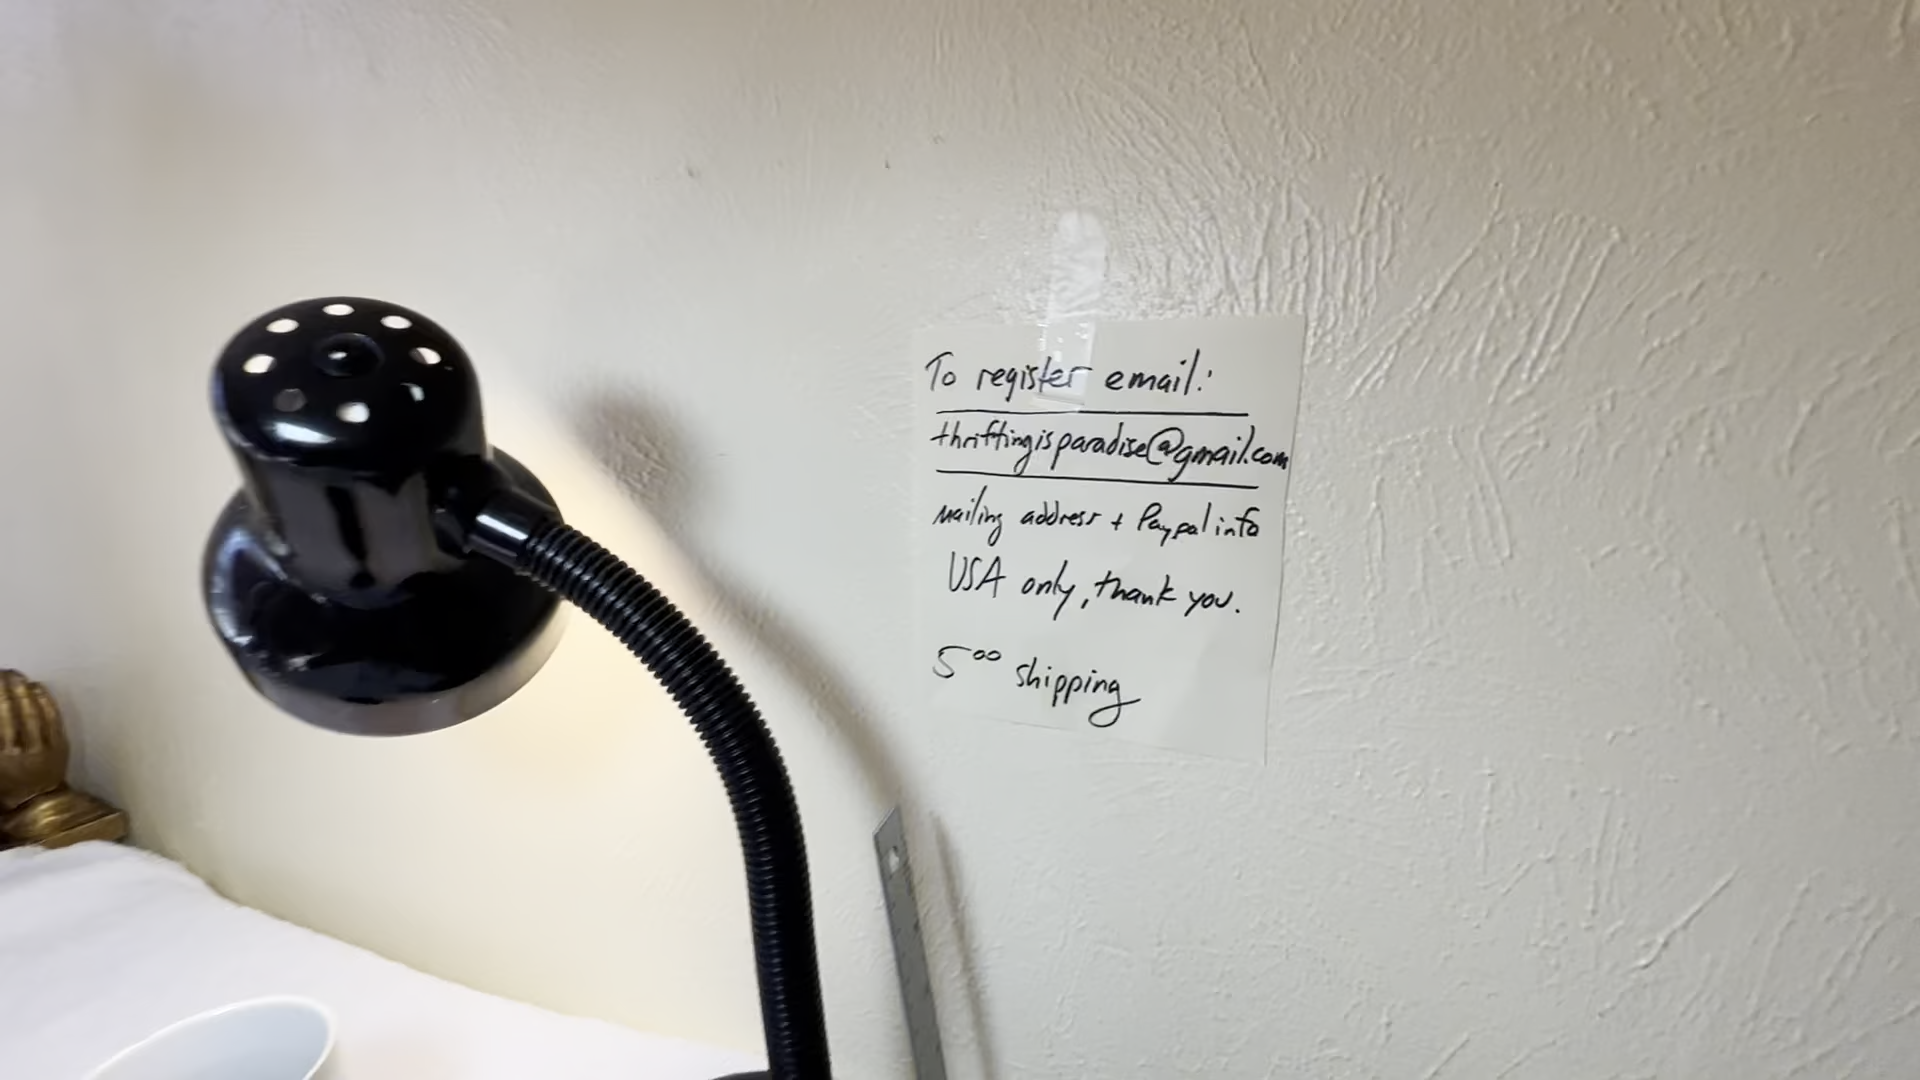 To register email:
thriftingisparadise@gmail.com
Mailing address + Paypal info
USA only, thank you.
5⁰⁰ shipping